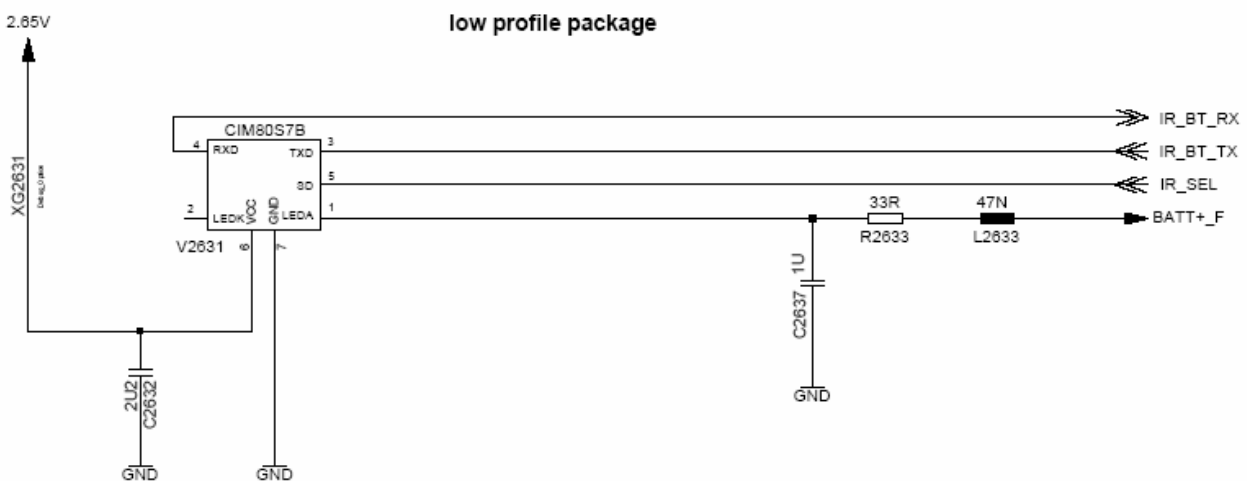 2.65V
low profile package
IR_BT_RX
CIM80S7B
4
RXD
TXD
3
IR_BT_TX
XG2631
SD
5
IR_SEL
2
LEDK
VCC
GND
LEDA
1
33R
47N
BATT+_F
V2631
6
7
R2633
L2633
1U
C2637
2U2
C2632
GND
GND
GND